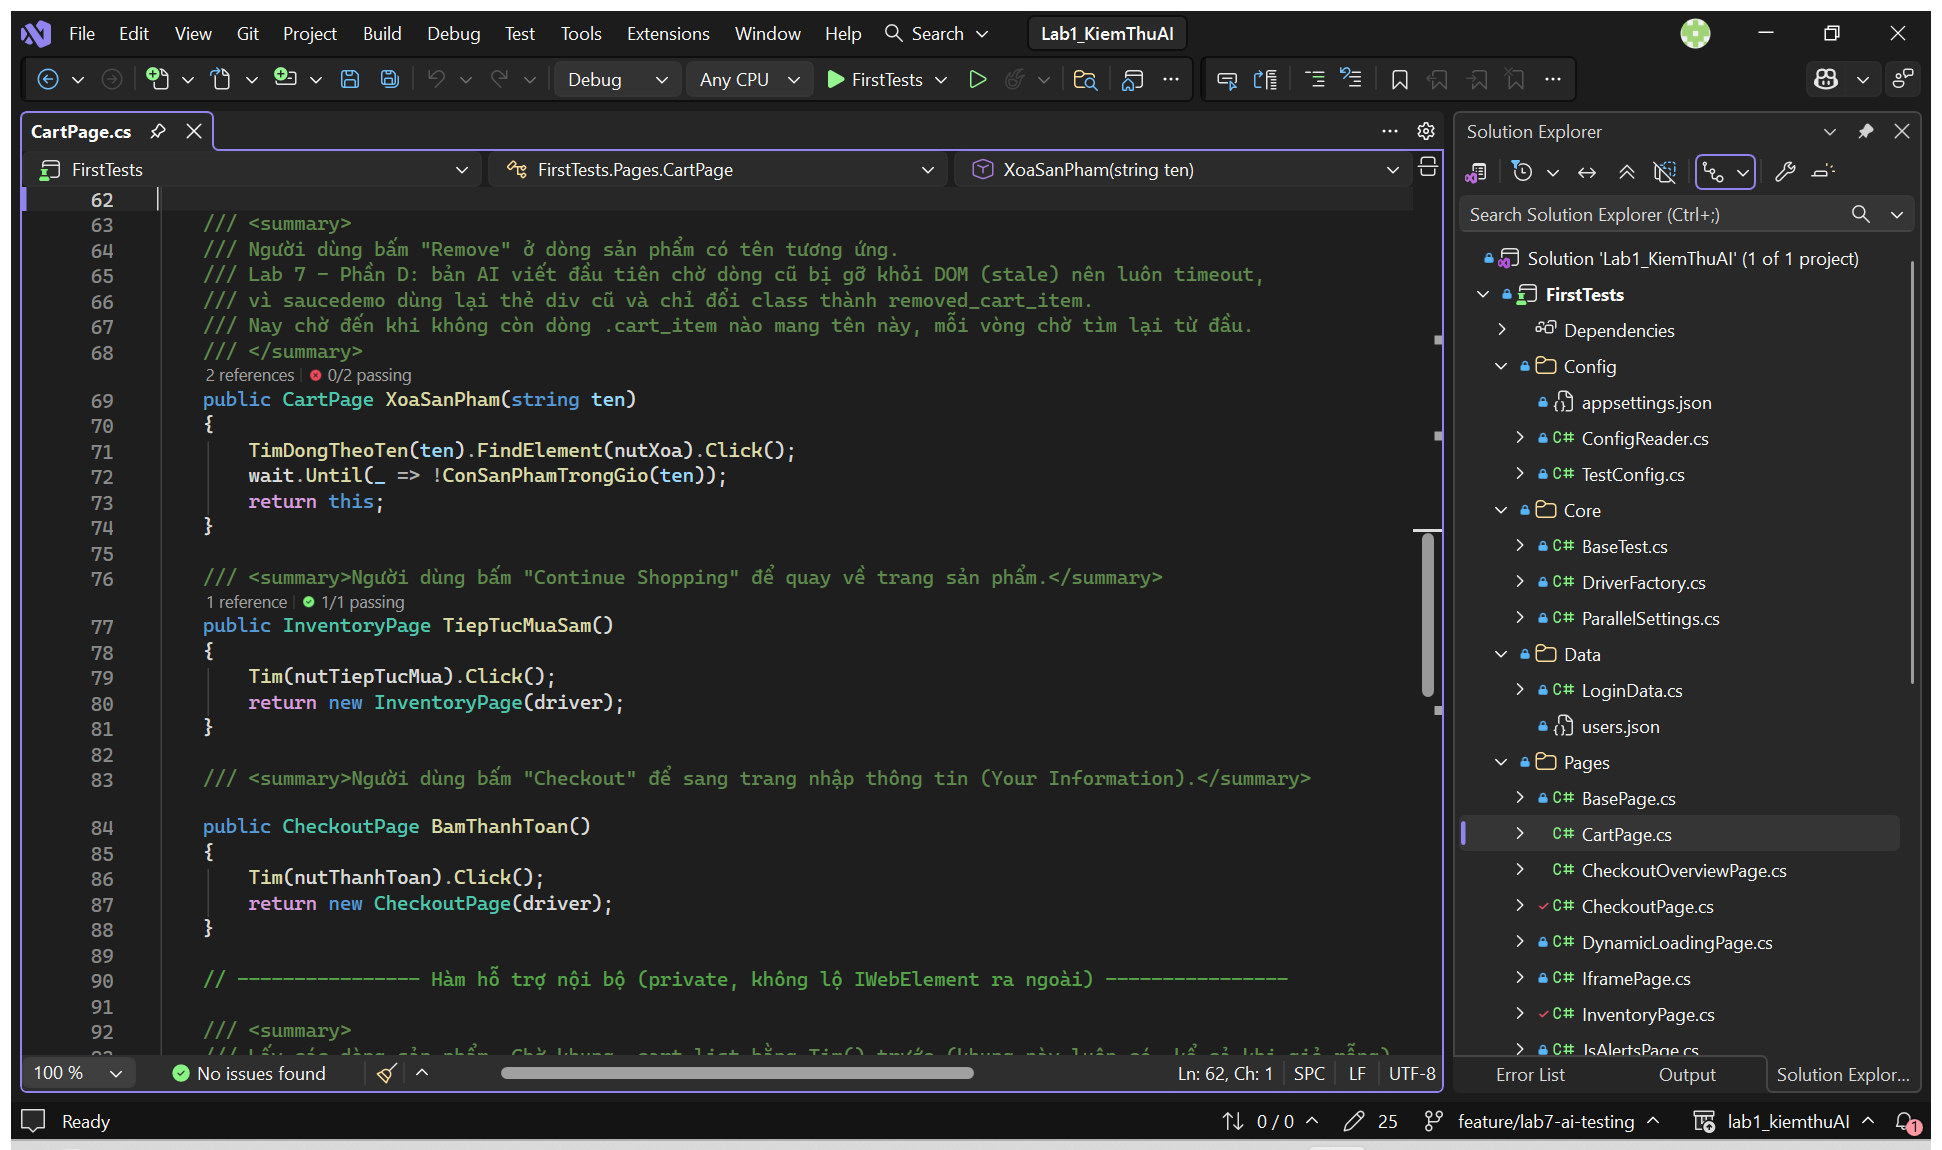 File Edit View Git Project Build Debug Test Tools Extensions Window Help Search Lab1_KiemThuAI
Debug Any CPU FirstTests
CartPage.cs
FirstTests FirstTests.Pages.CartPage XoaSanPham(string ten)
62
63 /// <summary>
64 /// Người dùng bấm "Remove" ở dòng sản phẩm có tên tương ứng.
65 /// Lab 7 - Phần D: bản AI viết đầu tiên chờ dòng cũ bị gỡ khỏi DOM (stale) nên luôn timeout,
66 /// vì saucedemo dùng lại thẻ div cũ và chỉ đổi class thành removed_cart_item.
67 /// Nay chờ đến khi không còn dòng .cart_item nào mang tên này, mỗi vòng chờ tìm lại từ đầu.
68 /// </summary>
2 references 0/2 passing
69 public CartPage XoaSanPham(string ten)
70 {
71 TimDongTheoTen(ten).FindElement(nutXoa).Click();
72 wait.Until(_ => !ConSanPhamTrongGio(ten));
73 return this;
74 }
75
76 /// <summary>Người dùng bấm "Continue Shopping" để quay về trang sản phẩm.</summary>
1 reference 1/1 passing
77 public InventoryPage TiepTucMuaSam()
78 {
79 Tim(nutTiepTucMua).Click();
80 return new InventoryPage(driver);
81 }
82
83 /// <summary>Người dùng bấm "Checkout" để sang trang nhập thông tin (Your Information).</summary>
84 public CheckoutPage BamThanhToan()
85 {
86 Tim(nutThanhToan).Click();
87 return new CheckoutPage(driver);
88 }
89
90 // ---------------- Hàm hỗ trợ nội bộ (private, không lộ IWebElement ra ngoài) ----------------
91
92 /// <summary>
100 % No issues found Ln: 62, Ch: 1 SPC LF UTF-8
Solution Explorer
Search Solution Explorer (Ctrl+;)
Solution 'Lab1_KiemThuAI' (1 of 1 project)
FirstTests
Dependencies
Config
appsettings.json
C# ConfigReader.cs
C# TestConfig.cs
Core
C# BaseTest.cs
C# DriverFactory.cs
C# ParallelSettings.cs
Data
C# LoginData.cs
users.json
Pages
C# BasePage.cs
C# CartPage.cs
C# CheckoutOverviewPage.cs
C# CheckoutPage.cs
C# DynamicLoadingPage.cs
C# IframePage.cs
C# InventoryPage.cs
C# JsAlertsPage.cs
Error List Output Solution Explor...
Ready 0 / 0 25 feature/lab7-ai-testing lab1_kiemthuAI 1